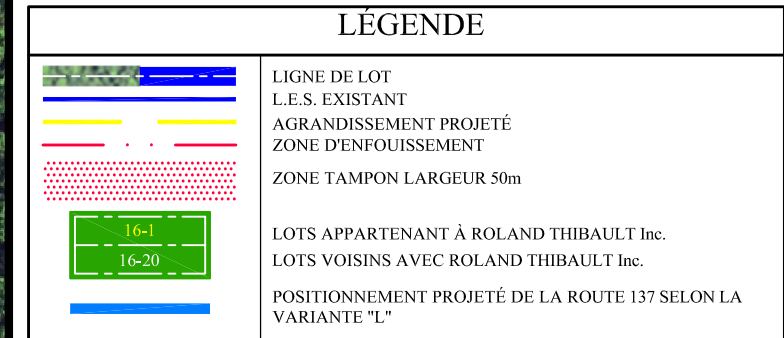 LÉGENDE
LIGNE DE LOT
L.E.S. EXISTANT
AGRANDISSEMENT PROJETÉ
ZONE D'ENFOUISSEMENT
ZONE TAMPON LARGEUR 50m
16-1
LOTS APPARTENANT À ROLAND THIBAULT Inc.
16-20
LOTS VOISINS AVEC ROLAND THIBAULT Inc.
POSITIONNEMENT PROJETÉ DE LA ROUTE 137 SELON LA
VARIANTE "L"